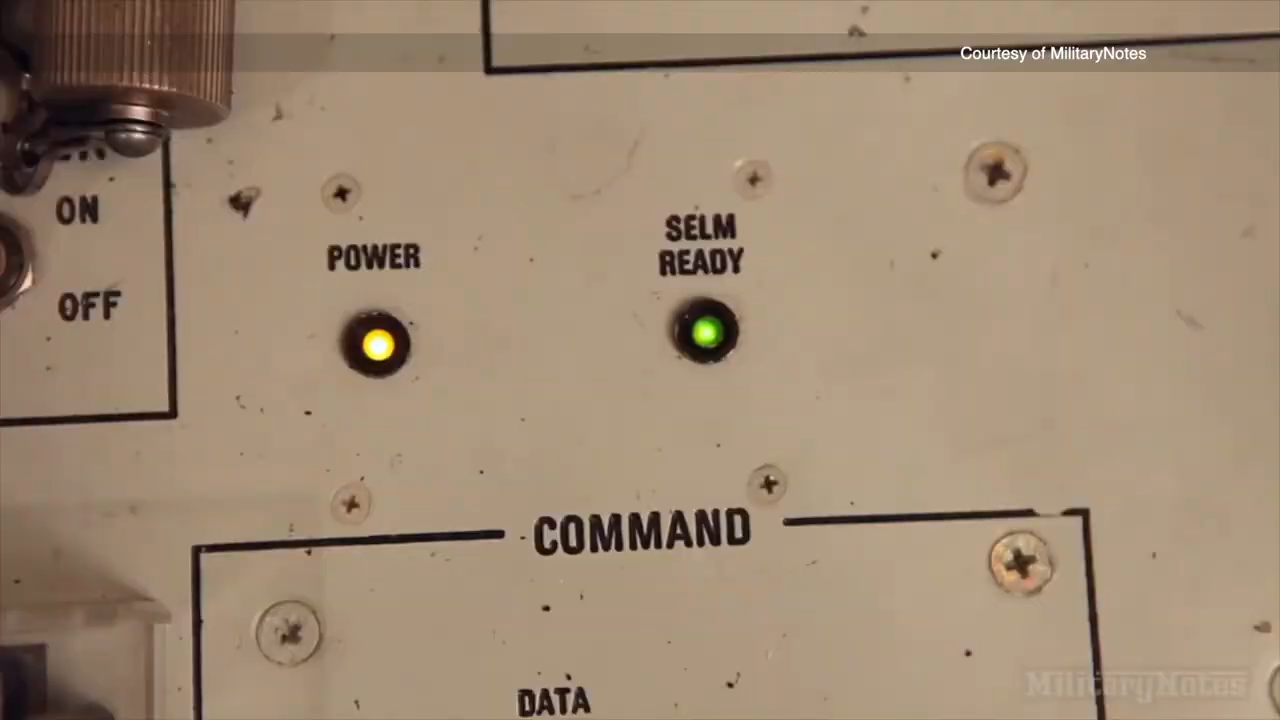 Courtesy of MilitaryNotes
ON
OFF
POWER
SELM
READY
COMMAND
DATA
MilitaryNotes